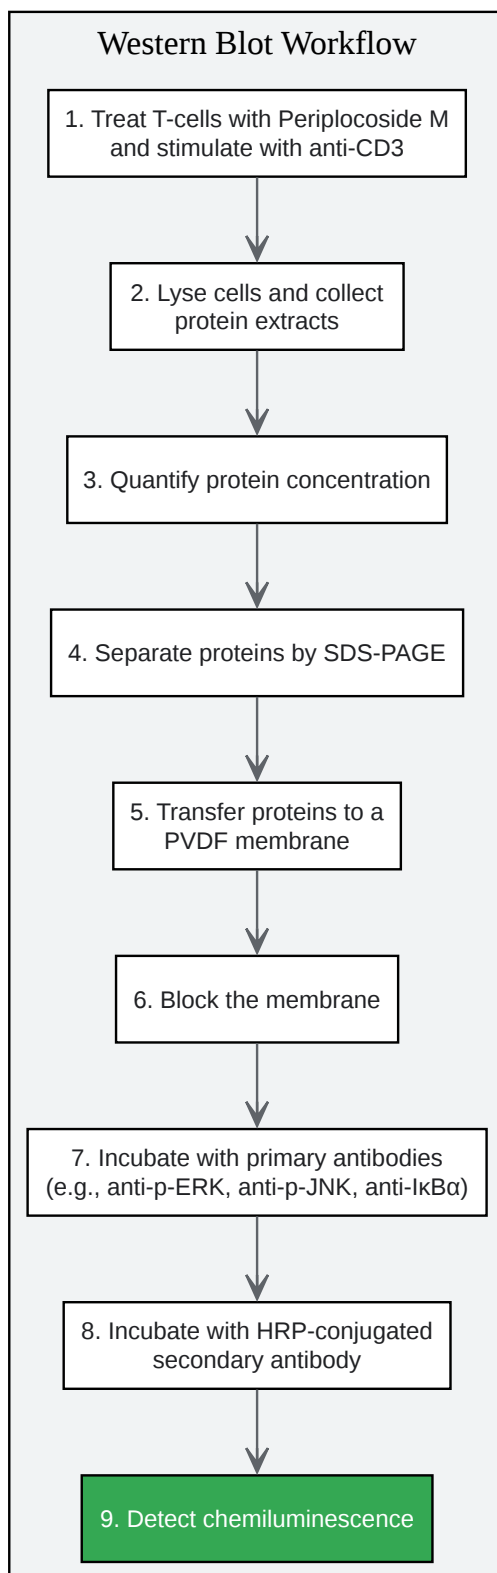 Western Blot Workflow
1. Treat T-cells with Periplocoside M
and stimulate with anti-CD3
2. Lyse cells and collect
protein extracts
3. Quantify protein concentration
4. Separate proteins by SDS-PAGE
5. Transfer proteins to a
PVDF membrane
6. Block the membrane
7. Incubate with primary antibodies
(e.g., anti-p-ERK, anti-p-JNK, anti-IκBα)
8. Incubate with HRP-conjugated
secondary antibody
9. Detect chemiluminescence